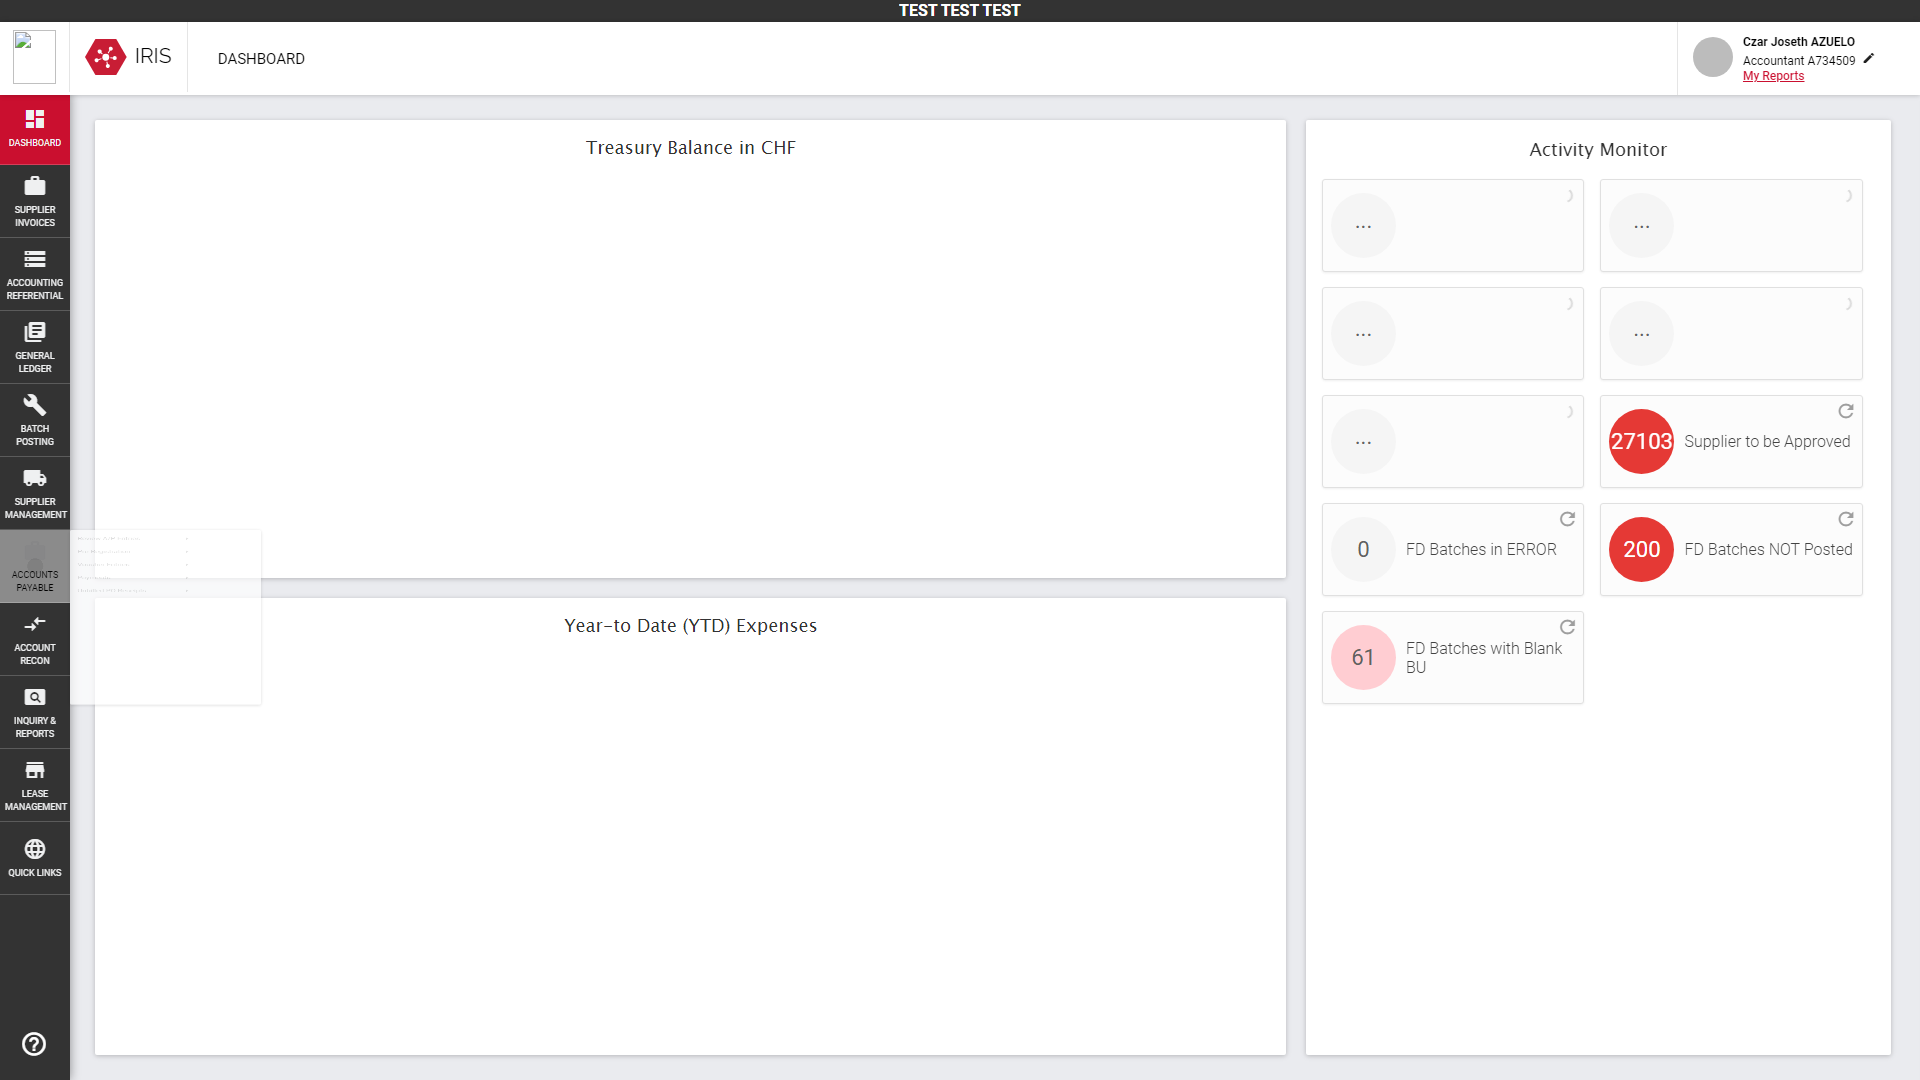 TEST TEST TEST
IRIS
DASHBOARD
Czar Joseth AZUELO
Accountant A734509
My Reports
DASHBOARD
SUPPLIER
INVOICES
ACCOUNTING
REFERENTIAL
GENERAL
LEDGER
BATCH
POSTING
SUPPLIER
MANAGEMENT
ACCOUNTS
PAYABLE
ACCOUNT
RECON
INQUIRY &
REPORTS
LEASE
MANAGEMENT
QUICK LINKS
Treasury Balance in CHF
Year-to Date (YTD) Expenses
Activity Monitor
...
...
...
...
...
27103 Supplier to be Approved
0 FD Batches in ERROR
200 FD Batches NOT Posted
61 FD Batches with Blank
BU